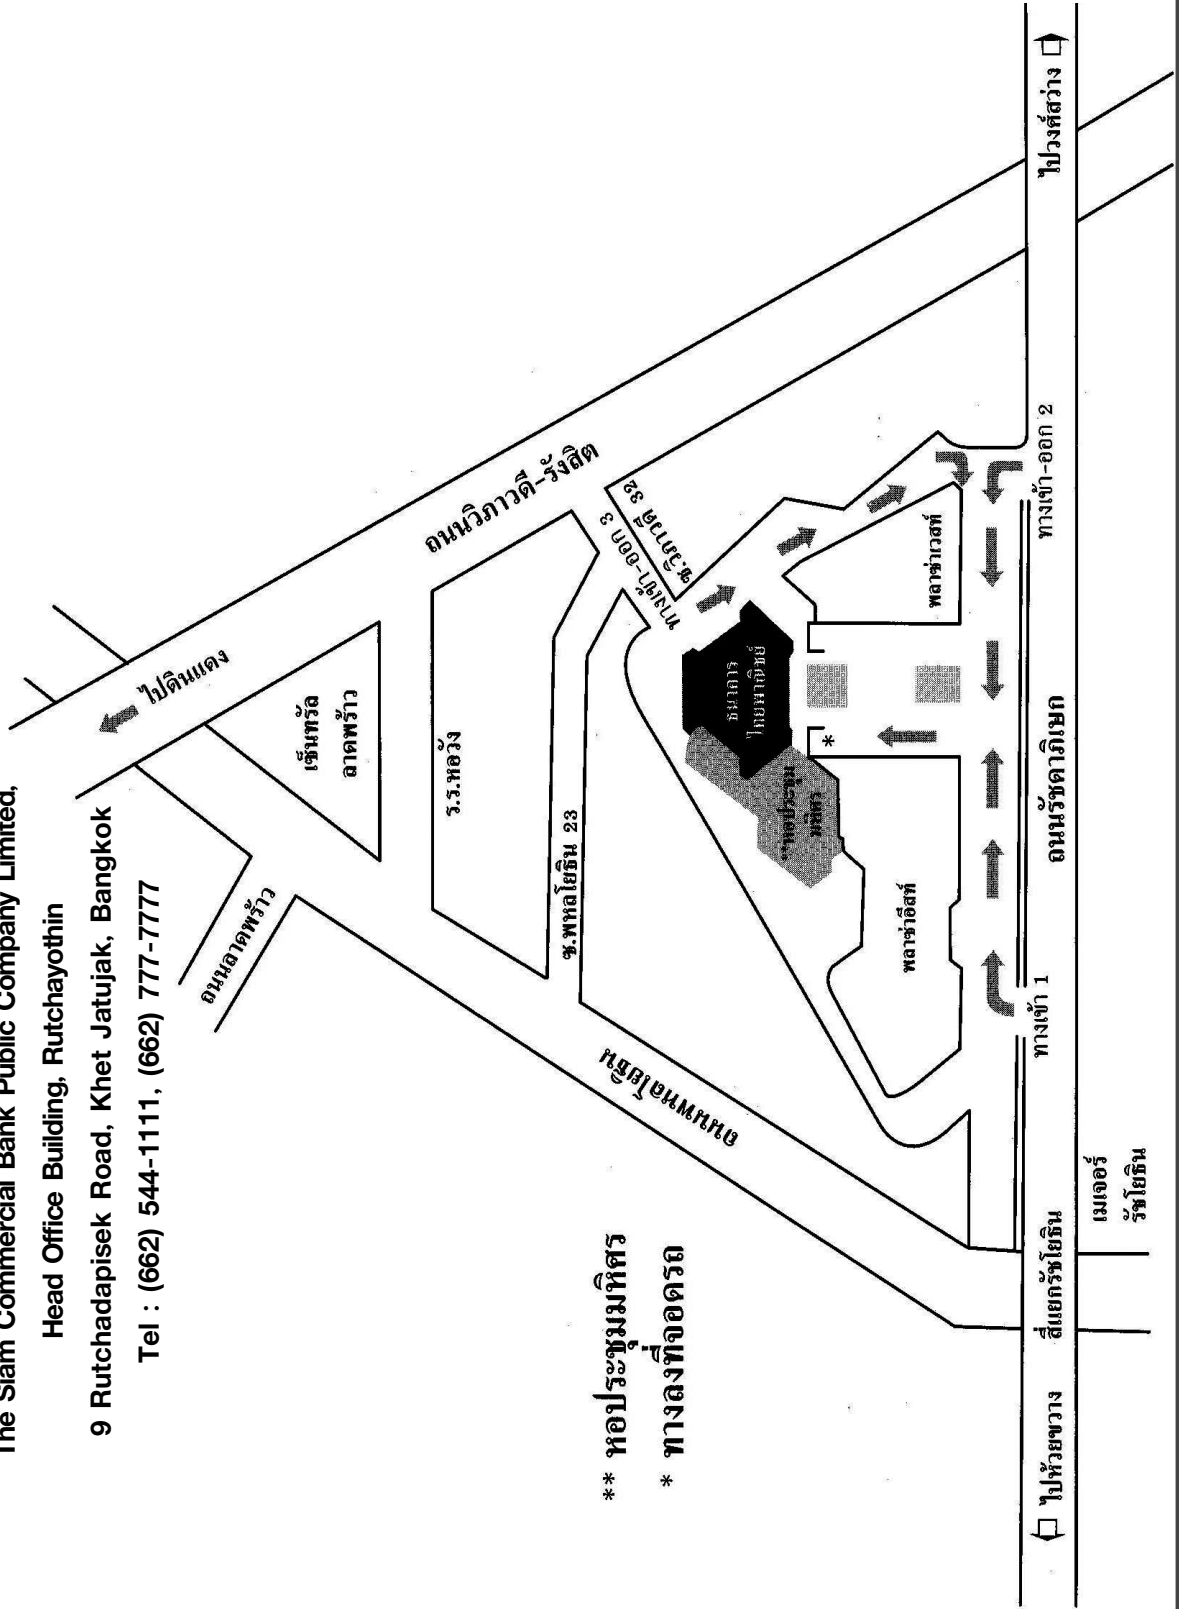 The Siam Commercial Bank Public Company Limited,
Head Office Building, Rutchayothin
9 Rutchadapisek Road, Khet Jatujak, Bangkok
Tel : (662) 544-1111, (662) 777-7777
ไปดินแดง
ถนนลาดพร้าว
เซ็นทรัล
ลาดพร้าว
ถนนวิภาวดี-รังสิต
ร.ร.หอวัง
ซ.พหลโยธิน 23
ทางเข้า-ออก 3
ซ.วิภาวดี 32
ถนนพหลโยธิน
ธนาคาร
ไทยพาณิชย์
**หอประชุม
มหิศร
*
พลาซ่าอีสท์
พลาซ่าเวสท์
** หอประชุมมหิศร
* ทางลงที่จอดรถ
ทางเข้า 1
ทางเข้า-ออก 2
ไปห้วยขวาง
สี่แยกรัชโยธิน
ถนนรัชดาภิเษก
ไปวงศ์สว่าง
เมเจอร์
รัชโยธิน